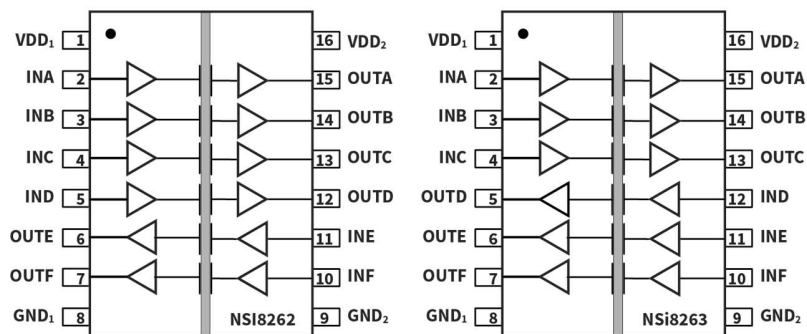 VDD₁ 1 16 VDD₂
INA 2 15 OUTA
INB 3 14 OUTB
INC 4 13 OUTC
IND 5 12 OUTD
OUTE 6 11 INE
OUTF 7 10 INF
GND₁ 8 NSI8262 9 GND₂
VDD₁ 1 16 VDD₂
INA 2 15 OUTA
INB 3 14 OUTB
INC 4 13 OUTC
OUTD 5 12 IND
OUTE 6 11 INE
OUTF 7 10 INF
GND₁ 8 NSi8263 9 GND₂